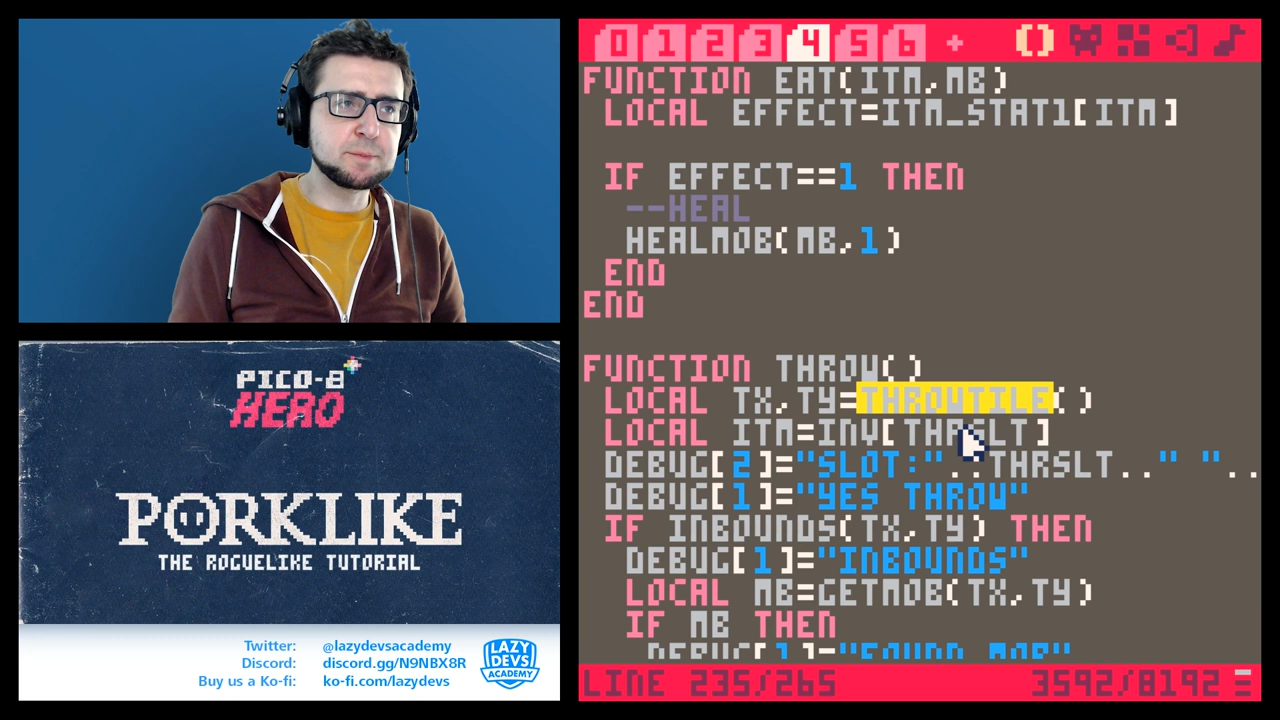 0 1 2 3 4 5 6 +
FUNCTION EAT(ITM,MB)
LOCAL EFFECT=ITM_STAT1[ITM]
IF EFFECT==1 THEN
--HEAL
HEALMOB(MB,1)
END
END
FUNCTION THROW()
LOCAL TX,TY=THROWTILE()
LOCAL ITM=INV[THRSLT]
DEBUG[2]="SLOT:"..THRSLT.." "..
DEBUG[1]="YES THROW"
IF INBOUNDS(TX,TY) THEN
DEBUG[1]="INBOUNDS"
LOCAL MB=GETMOB(TX,TY)
IF MB THEN
DEBUG[1]="FOUND MOB"
LINE 235/265 3592/8192
PICO-8
HERO
PORKLIKE
THE ROGUELIKE TUTORIAL
Twitter: @lazydevsacademy
Discord: discord.gg/N9NBX8R
Buy us a Ko-fi: ko-fi.com/lazydevs
LAZY
DEVS
ACADEMY